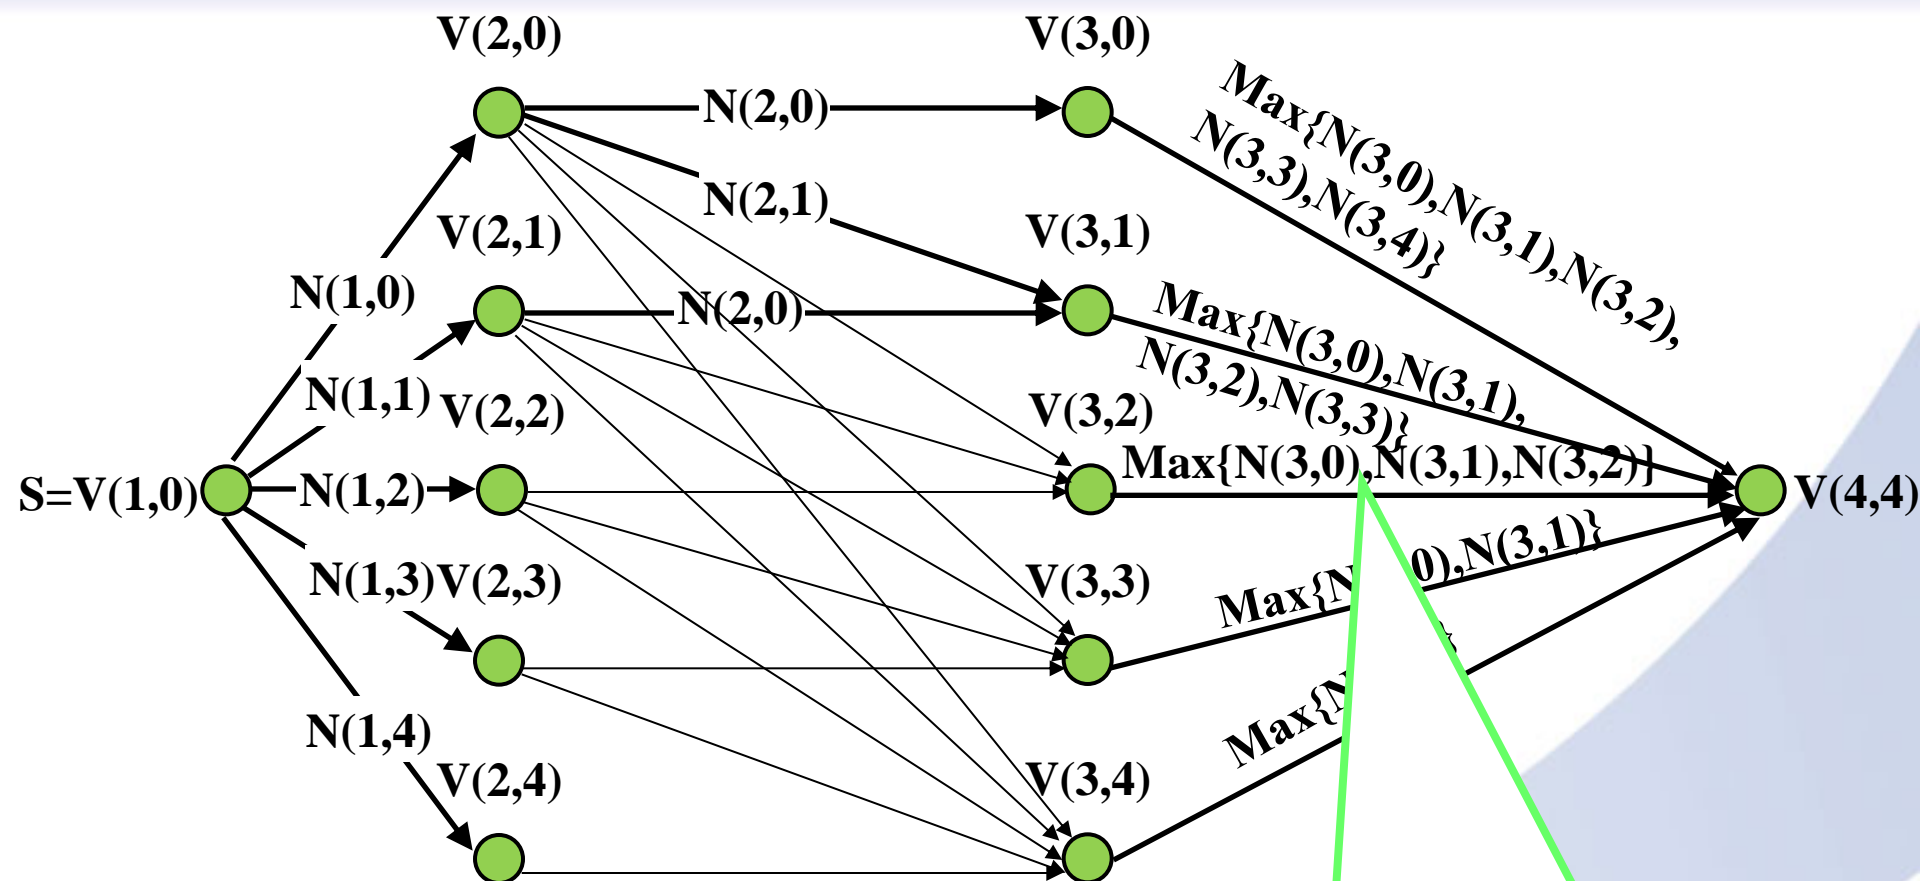 V(2,0)
V(3,0)
Max{N(3,0),N(3,1),N(3,2),
N(3,3),N(3,4)}
N(2,0)
N(2,1)
V(2,1)
V(3,1)
N(1,0)
N(2,0)
Max{N(3,0),N(3,1),
N(3,2),N(3,3)}
N(1,1)
V(2,2)
V(3,2)
Max{N(3,0),N(3,1),N(3,2)}
S=V(1,0)
N(1,2)
V(4,4)
Max{N
0),N(3,1)}
N(1,3)
V(2,3)
V(3,3)
Max{N
}
N(1,4)
V(2,4)
V(3,4)